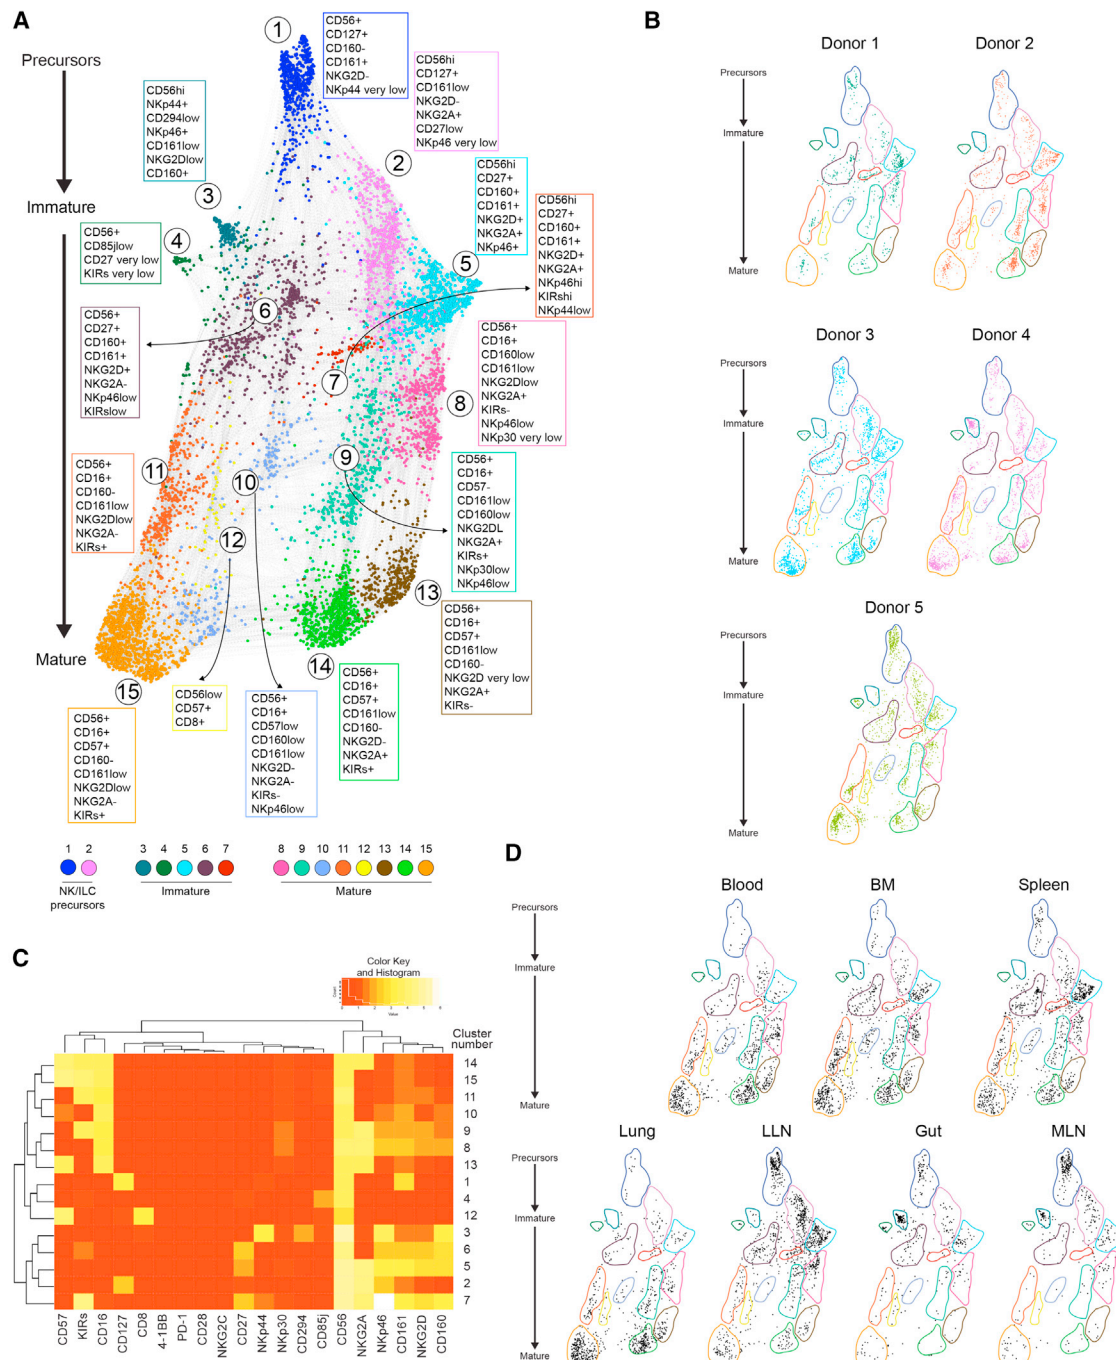 A
Precursors
Immature
Mature
1
CD56+
CD127+
CD160-
CD161+
NKG2D-
NKp44 very low
2
CD56hi
CD127+
CD161low
NKG2D-
NKG2A+
CD27low
NKp46 very low
3
CD56hi
NKp44+
CD294low
NKp46+
CD161low
NKG2Dlow
CD160+
4
CD56+
CD85jlow
CD27 very low
KIRs very low
5
CD56hi
CD27+
CD160+
CD161+
NKG2D+
NKG2A+
NKp46+
CD56hi
CD27+
CD160+
CD161+
NKG2D+
NKG2A+
NKp46hi
KIRshi
NKp44low
6
CD56+
CD27+
CD160+
CD161+
NKG2D+
NKG2A-
NKp46low
KIRslow
7
8
CD56+
CD16+
CD160low
CD161low
NKG2Dlow
NKG2A+
KIRs-
NKp46low
NKp30 very low
9
CD56+
CD16+
CD57-
CD161low
CD160low
NKG2DL
NKG2A+
KIRs+
NKp30low
NKp46low
10
11
CD56+
CD16+
CD160-
CD161low
NKG2Dlow
NKG2A-
KIRs+
12
13
CD56+
CD16+
CD57+
CD161low
CD160-
NKG2D very low
NKG2A+
KIRs-
14
CD56+
CD16+
CD57+
CD161low
CD160-
NKG2D-
NKG2A+
KIRs+
15
CD56+
CD16+
CD57+
CD160-
CD161low
NKG2Dlow
NKG2A-
KIRs+
CD56low
CD57+
CD8+
CD56+
CD16+
CD57low
CD160low
CD161low
NKG2D-
NKG2A-
KIRs-
NKp46low
1 2 3 4 5 6 7 8 9 10 11 12 13 14 15
NK/ILC
precursors
Immature
Mature
B
Donor 1
Donor 2
Precursors
Immature
Mature
Donor 3
Donor 4
Precursors
Immature
Mature
Donor 5
Precursors
Immature
Mature
C
Color Key
and Histogram
Count
Value
Cluster
number
14
15
11
10
9
8
13
1
4
12
3
6
5
2
7
CD57
KIRs
CD16
CD127
CD8
4-1BB
PD-1
CD28
NKG2C
CD27
NKp44
NKp30
CD294
CD85j
CD56
NKG2A
NKp46
CD161
NKG2D
CD160
D
Blood
BM
Spleen
Precursors
Immature
Mature
Lung
LLN
Gut
MLN
Precursors
Immature
Mature